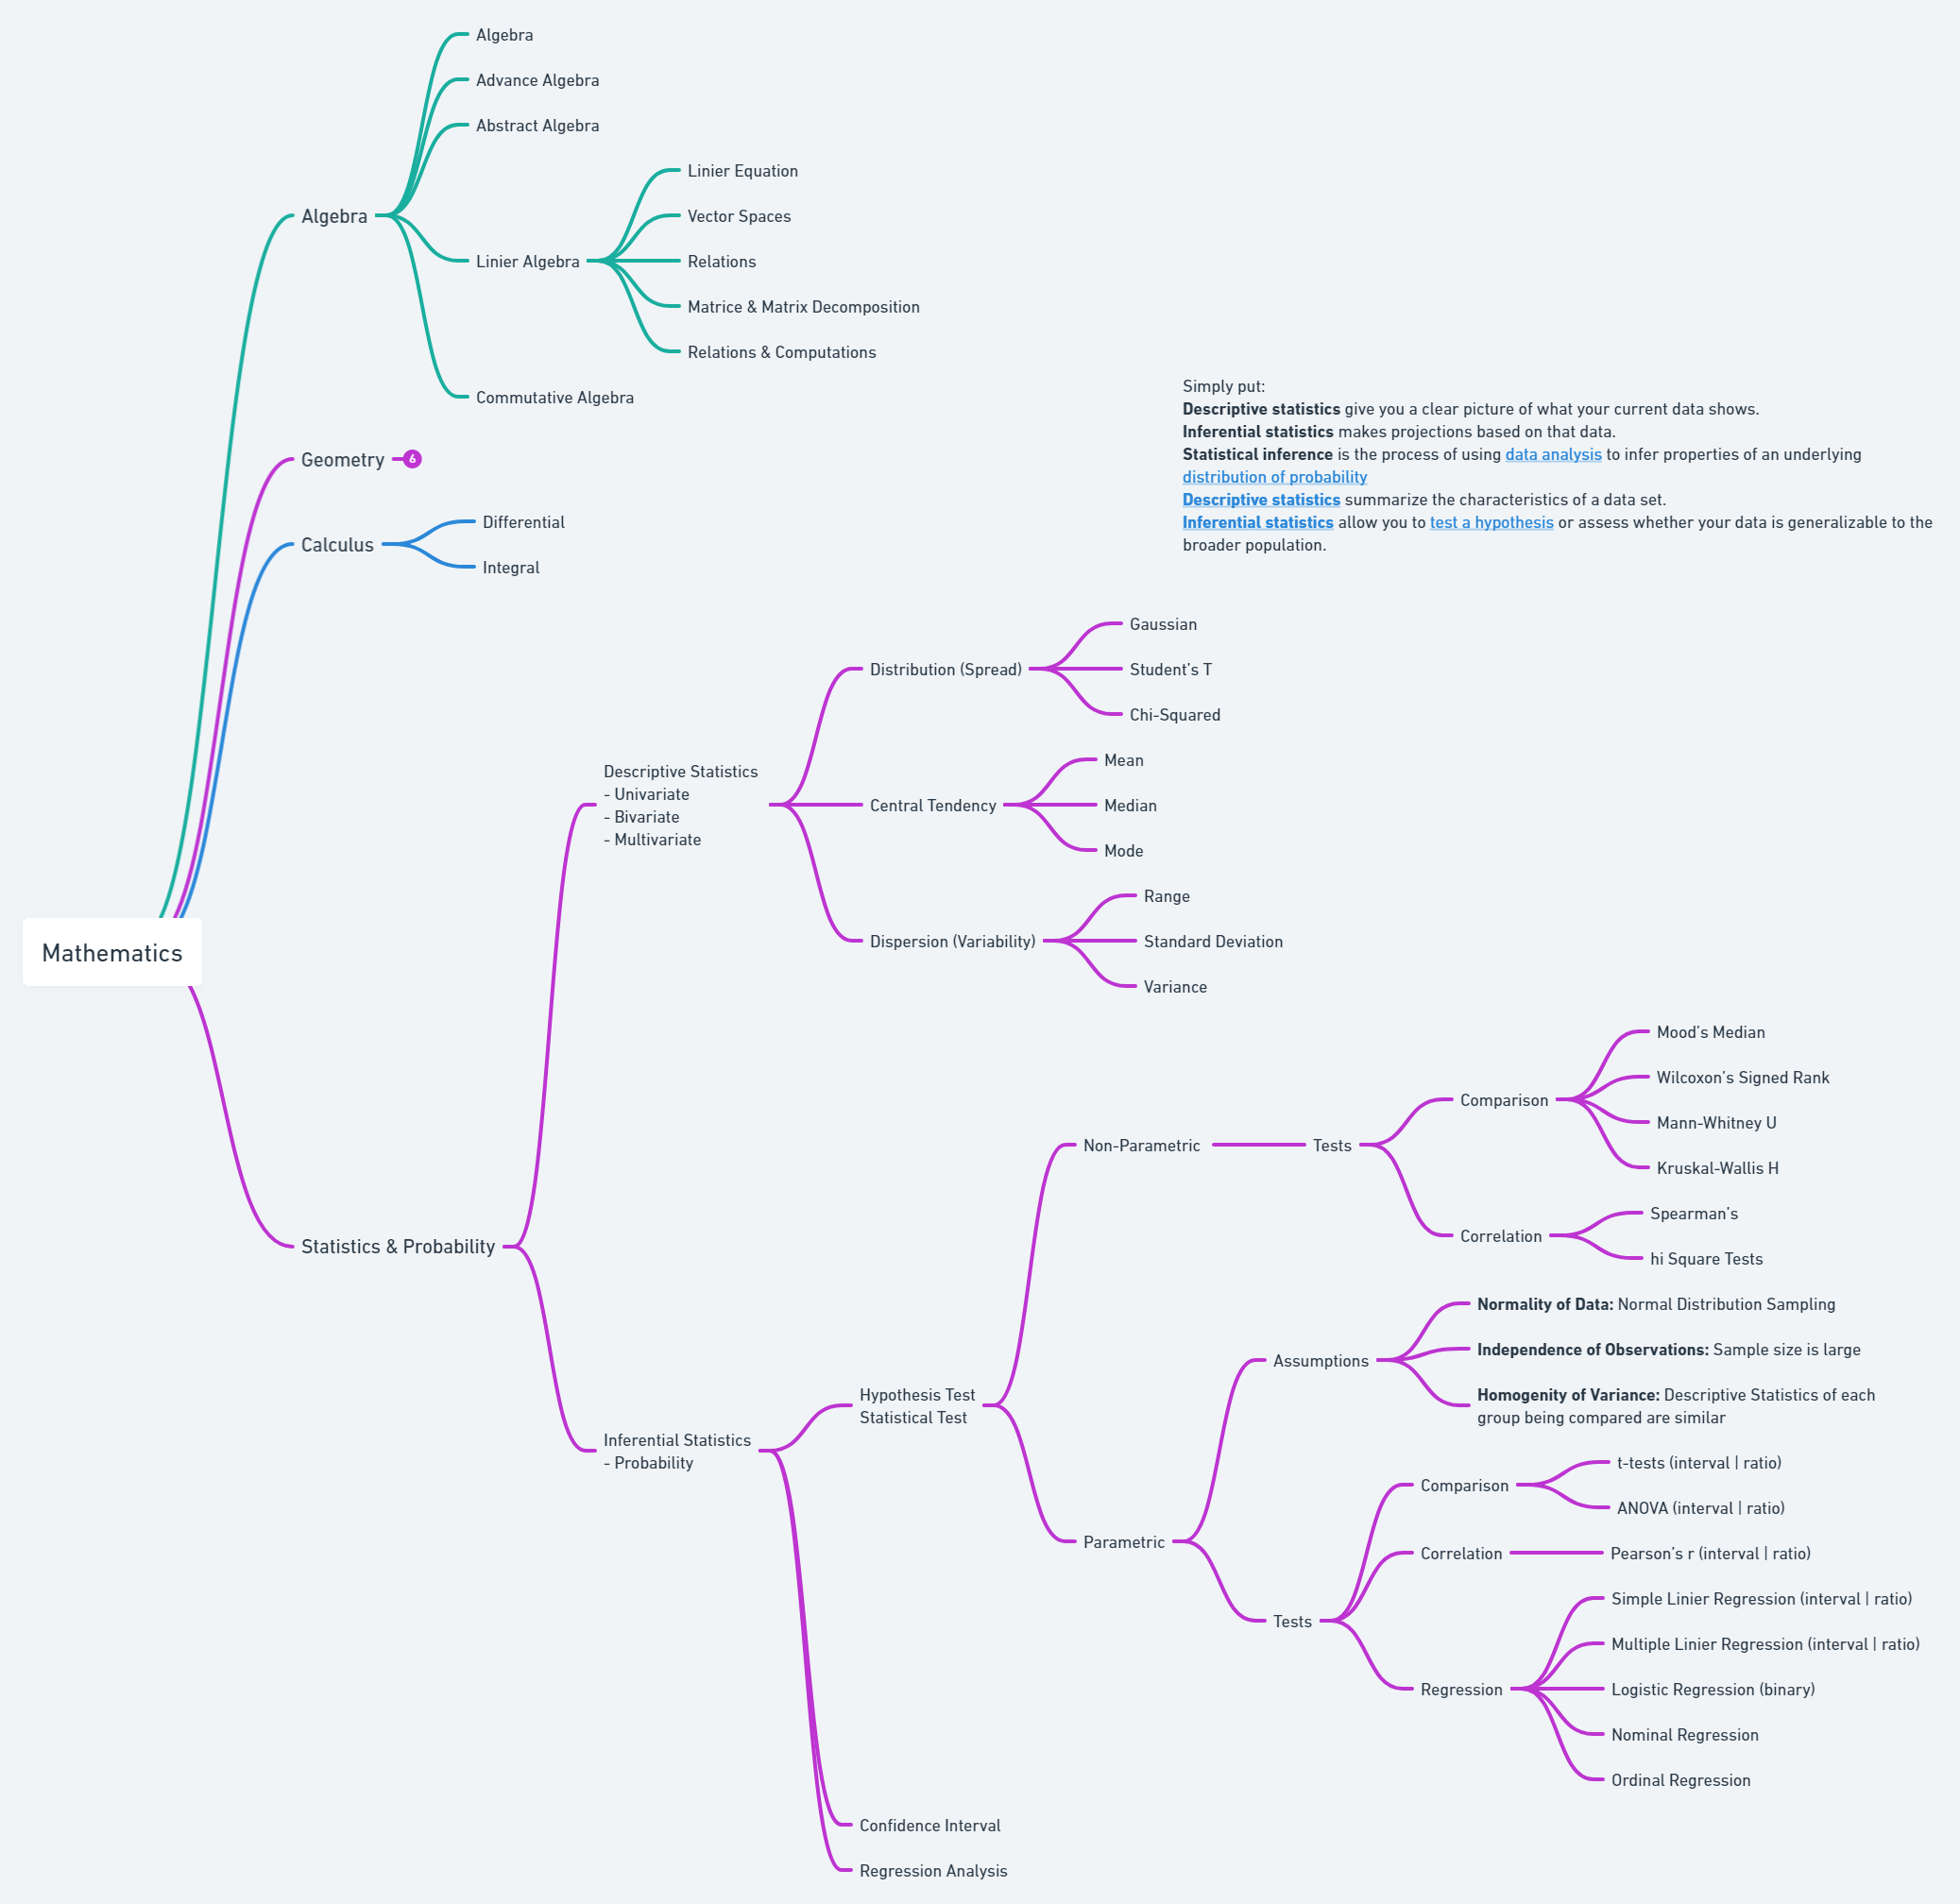 Algebra
Advance Algebra
Abstract Algebra
Linier Equation
Vector Spaces
Algebra
Linier Algebra
Relations
Matrice & Matrix Decomposition
Relations & Computations
Commutative Algebra
Simply put:
Descriptive statistics give you a clear picture of what your current data shows.
Inferential statistics makes projections based on that data.
Statistical inference is the process of using data analysis to infer properties of an underlying
distribution of probability
Descriptive statistics summarize the characteristics of a data set.
Inferential statistics allow you to test a hypothesis or assess whether your data is generalizable to the
broader population.
Geometry
6
Differential
Calculus
Integral
Gaussian
Distribution (Spread)
Student's T
Chi-Squared
Descriptive Statistics
- Univariate
- Bivariate
- Multivariate
Mean
Central Tendency
Median
Mode
Range
Dispersion (Variability)
Standard Deviation
Variance
Mathematics
Mood's Median
Wilcoxon's Signed Rank
Comparison
Mann-Whitney U
Kruskal-Wallis H
Non-Parametric
Tests
Spearman's
Correlation
hi Square Tests
Statistics & Probability
Normality of Data: Normal Distribution Sampling
Assumptions
Independence of Observations: Sample size is large
Homogenity of Variance: Descriptive Statistics of each
group being compared are similar
Hypothesis Test
Statistical Test
Inferential Statistics
- Probability
t-tests (interval | ratio)
Comparison
ANOVA (interval | ratio)
Parametric
Correlation
Pearson's r (interval | ratio)
Tests
Simple Linier Regression (interval | ratio)
Multiple Linier Regression (interval | ratio)
Regression
Logistic Regression (binary)
Nominal Regression
Ordinal Regression
Confidence Interval
Regression Analysis